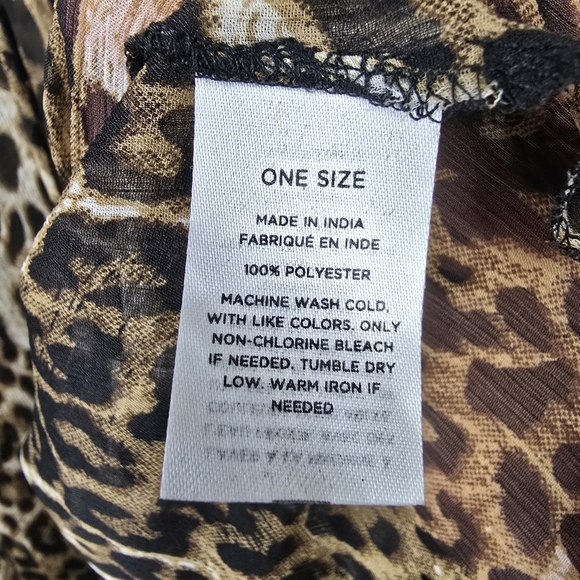 ONE SIZE
MADE IN INDIA
FABRIQUÉ EN INDE
100% POLYESTER
MACHINE WASH COLD,
WITH LIKE COLORS. ONLY
NON-CHLORINE BLEACH
IF NEEDED. TUMBLE DRY
LOW. WARM IRON IF
NEEDED